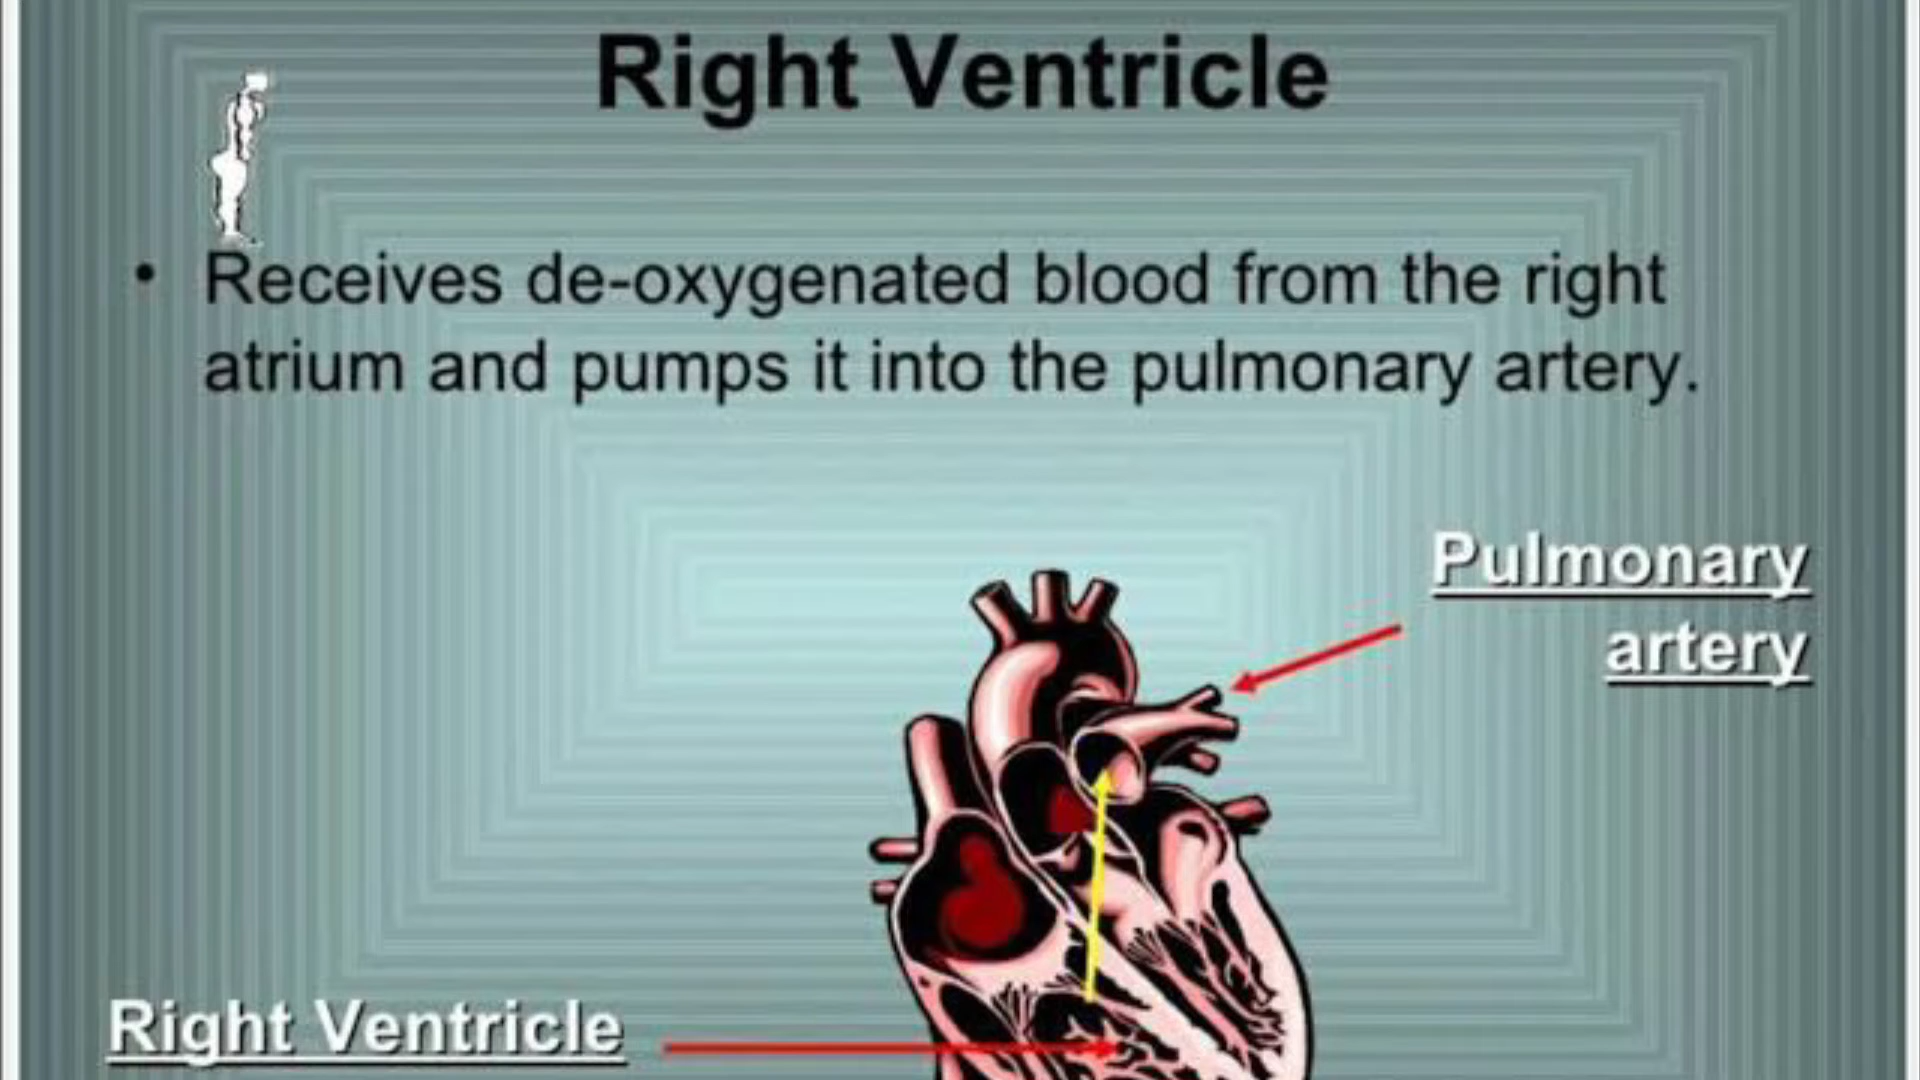 Right Ventricle
• Receives de-oxygenated blood from the right
atrium and pumps it into the pulmonary artery.
Pulmonary
artery
Right Ventricle